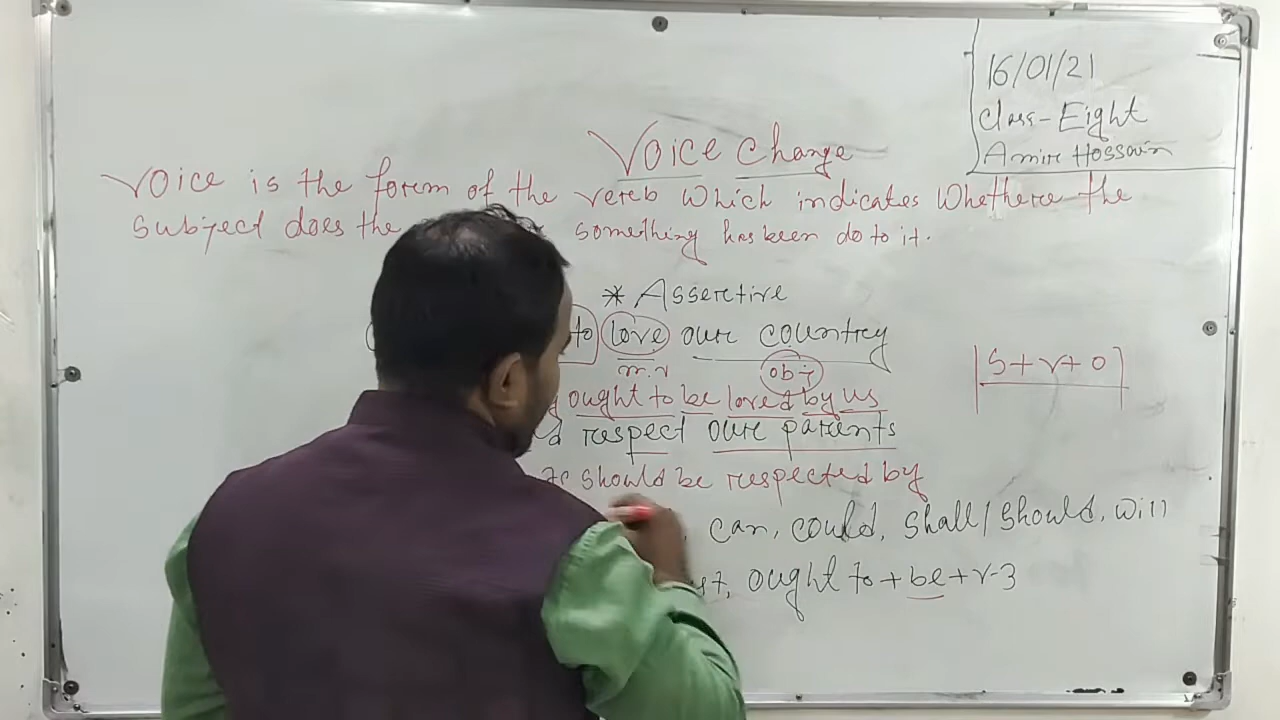 16/01/21
Class-Eight
Amir Hossain
Voice Change
Voice is the form of the verb which indicates Whether the
Subject does the something has been do to it.
* Assertive
to love our country
m.v obj
S+v+o
ought to be loved by us
respect our parents
should be respected by
can, could, shall/should, will
ought to + be + v-3